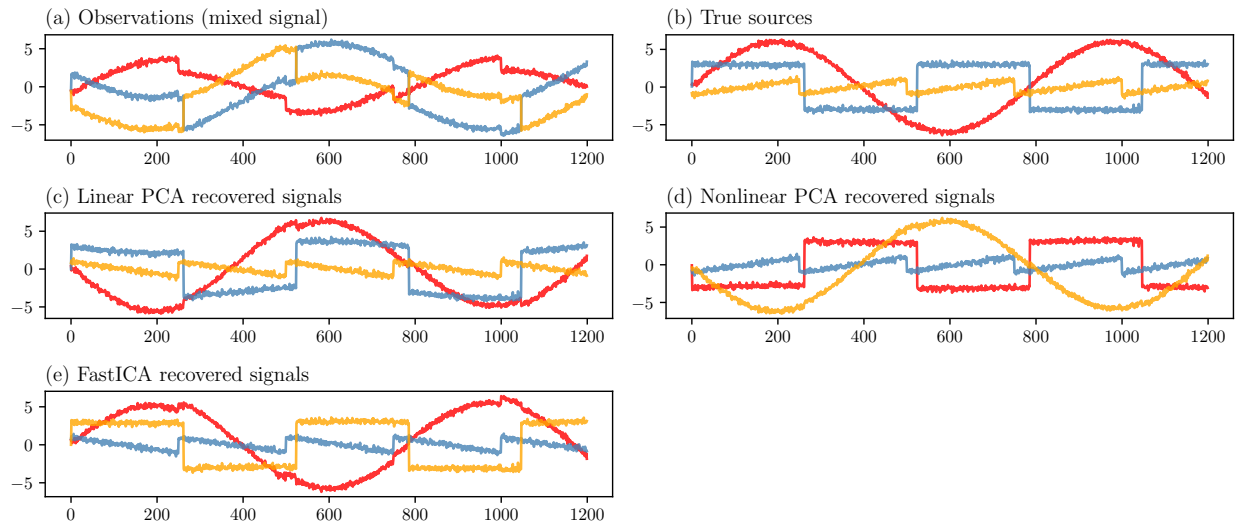 (a) Observations (mixed signal)
5
0
−5
0 200 400 600 800 1000 1200
(b) True sources
5
0
−5
0 200 400 600 800 1000 1200
(c) Linear PCA recovered signals
5
0
−5
0 200 400 600 800 1000 1200
(d) Nonlinear PCA recovered signals
5
0
−5
0 200 400 600 800 1000 1200
(e) FastICA recovered signals
5
0
−5
0 200 400 600 800 1000 1200